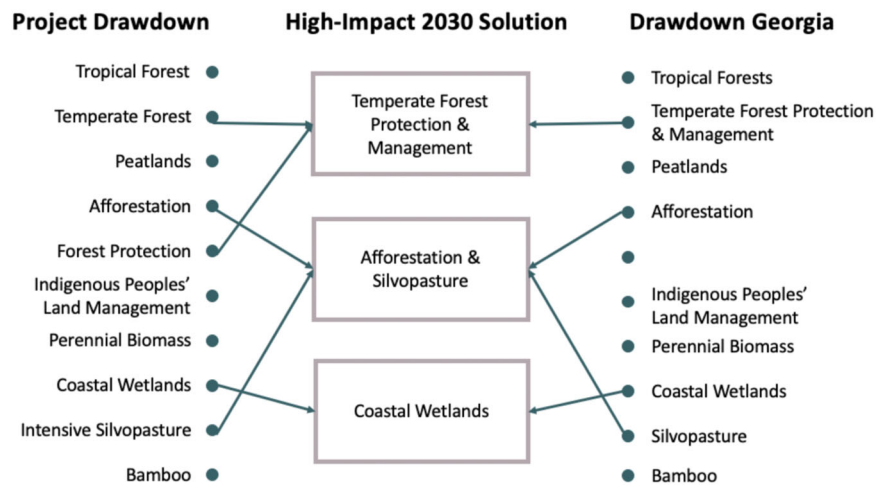 Project Drawdown
High-Impact 2030 Solution
Drawdown Georgia
Tropical Forest
Temperate Forest
Peatlands
Afforestation
Forest Protection
Indigenous Peoples’
Land Management
Perennial Biomass
Coastal Wetlands
Intensive Silvopasture
Bamboo
Temperate Forest
Protection &
Management
Afforestation &
Silvopasture
Coastal Wetlands
Tropical Forests
Temperate Forest Protection
& Management
Peatlands
Afforestation
Indigenous Peoples’
Land Management
Perennial Biomass
Coastal Wetlands
Silvopasture
Bamboo